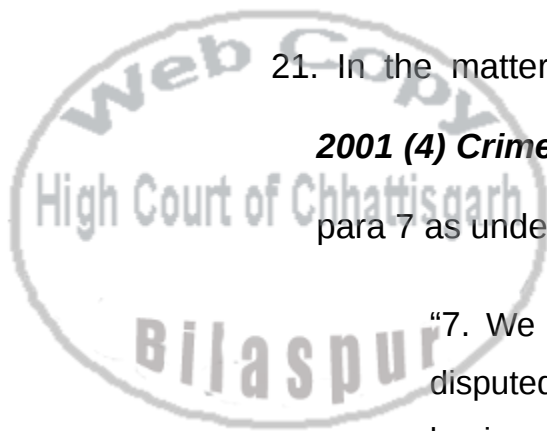 Web Copy
21. In the matter
2001 (4) Crime
High Court of Chhattisgarh
para 7 as unde
Bilaspur
“7. We
disputed